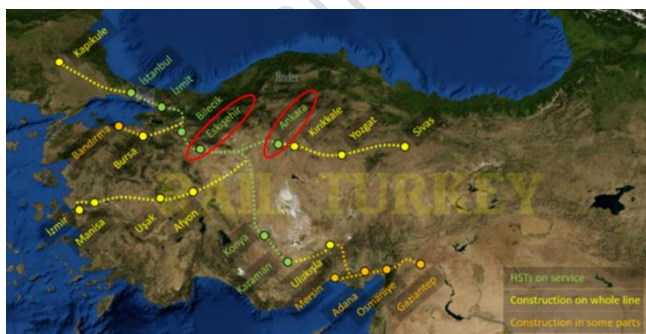 Kapıkule
İstanbul
İzmit
Bilecik
Eskişehir
Ankara
Kırıkkale
Yozgat
Sivas
Bandırma
Bursa
İzmir
Manisa
Uşak
Afyon
RAIL TURKEY
Konya
Karaman
Ulukışla
Mersin
Adana
Osmaniye
Gaziantep
HSTs on service
Construction on whole line
Construction in some parts